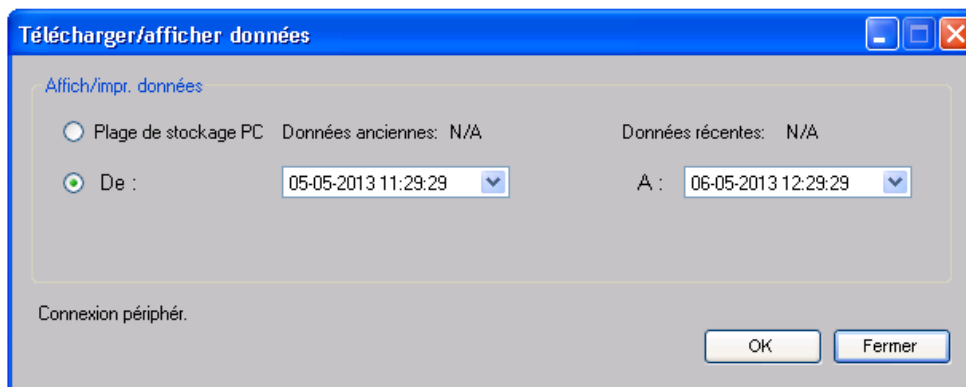 Télécharger/afficher données
Affich/impr. données
Plage de stockage PC Données anciennes: N/A Données récentes: N/A
De : 05-05-2013 11:29:29 A : 06-05-2013 12:29:29
Connexion périphér.
OK Fermer